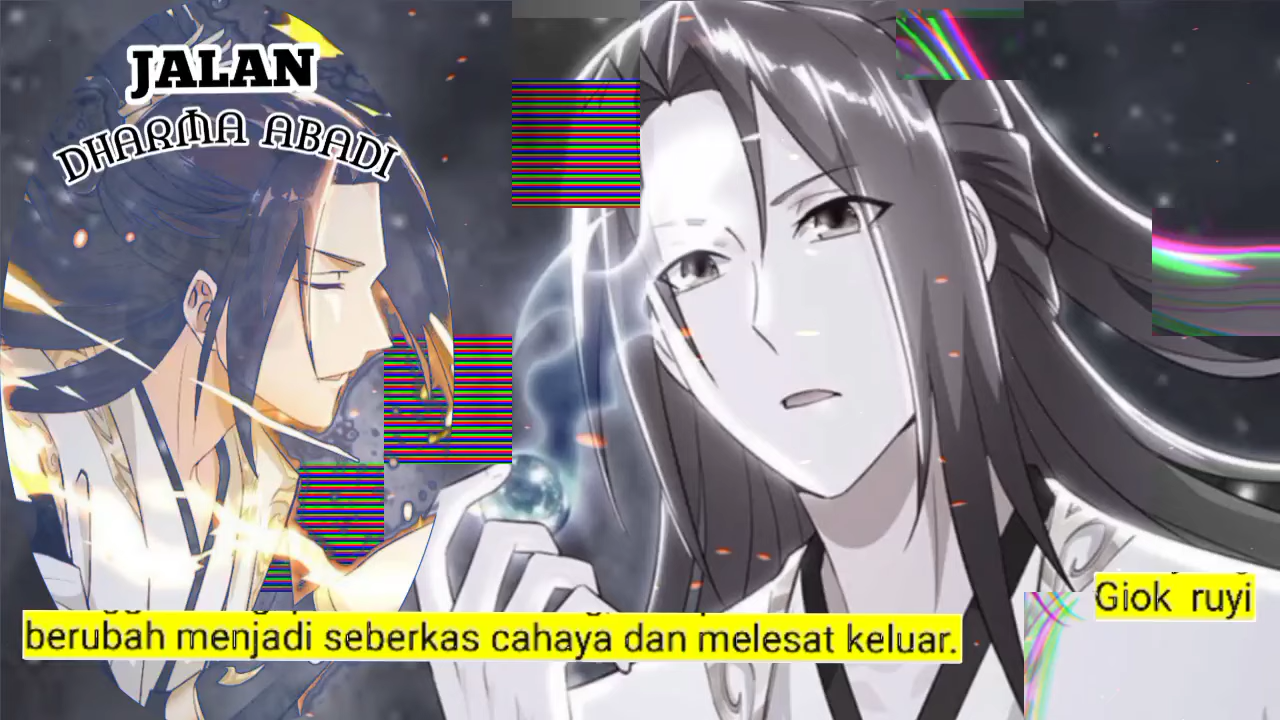 JALAN
DHARMA ABADI
Giok ruyi
berubah menjadi seberkas cahaya dan melesat keluar.